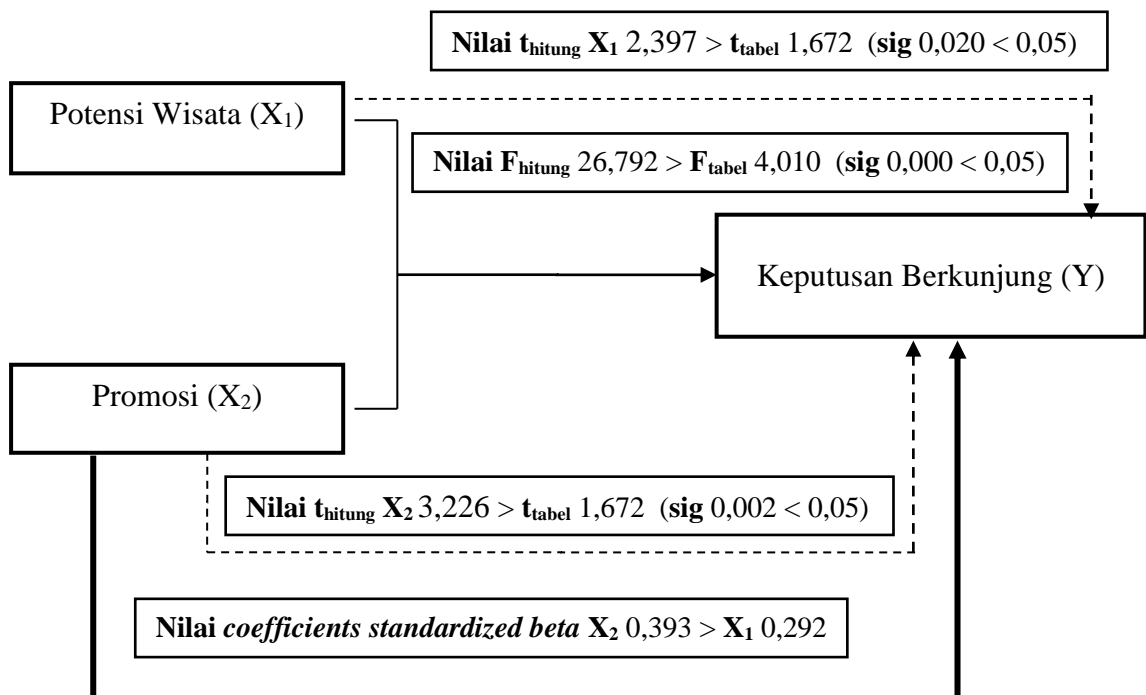 Nilai thitung X1 2,397 > ttabel 1,672 (sig 0,020 < 0,05)
Potensi Wisata (X1)
Nilai Fhitung 26,792 > Ftabel 4,010 (sig 0,000 < 0,05)
Keputusan Berkunjung (Y)
Promosi (X2)
Nilai thitung X2 3,226 > ttabel 1,672 (sig 0,002 < 0,05)
Nilai coefficients standardized beta X2 0,393 > X1 0,292